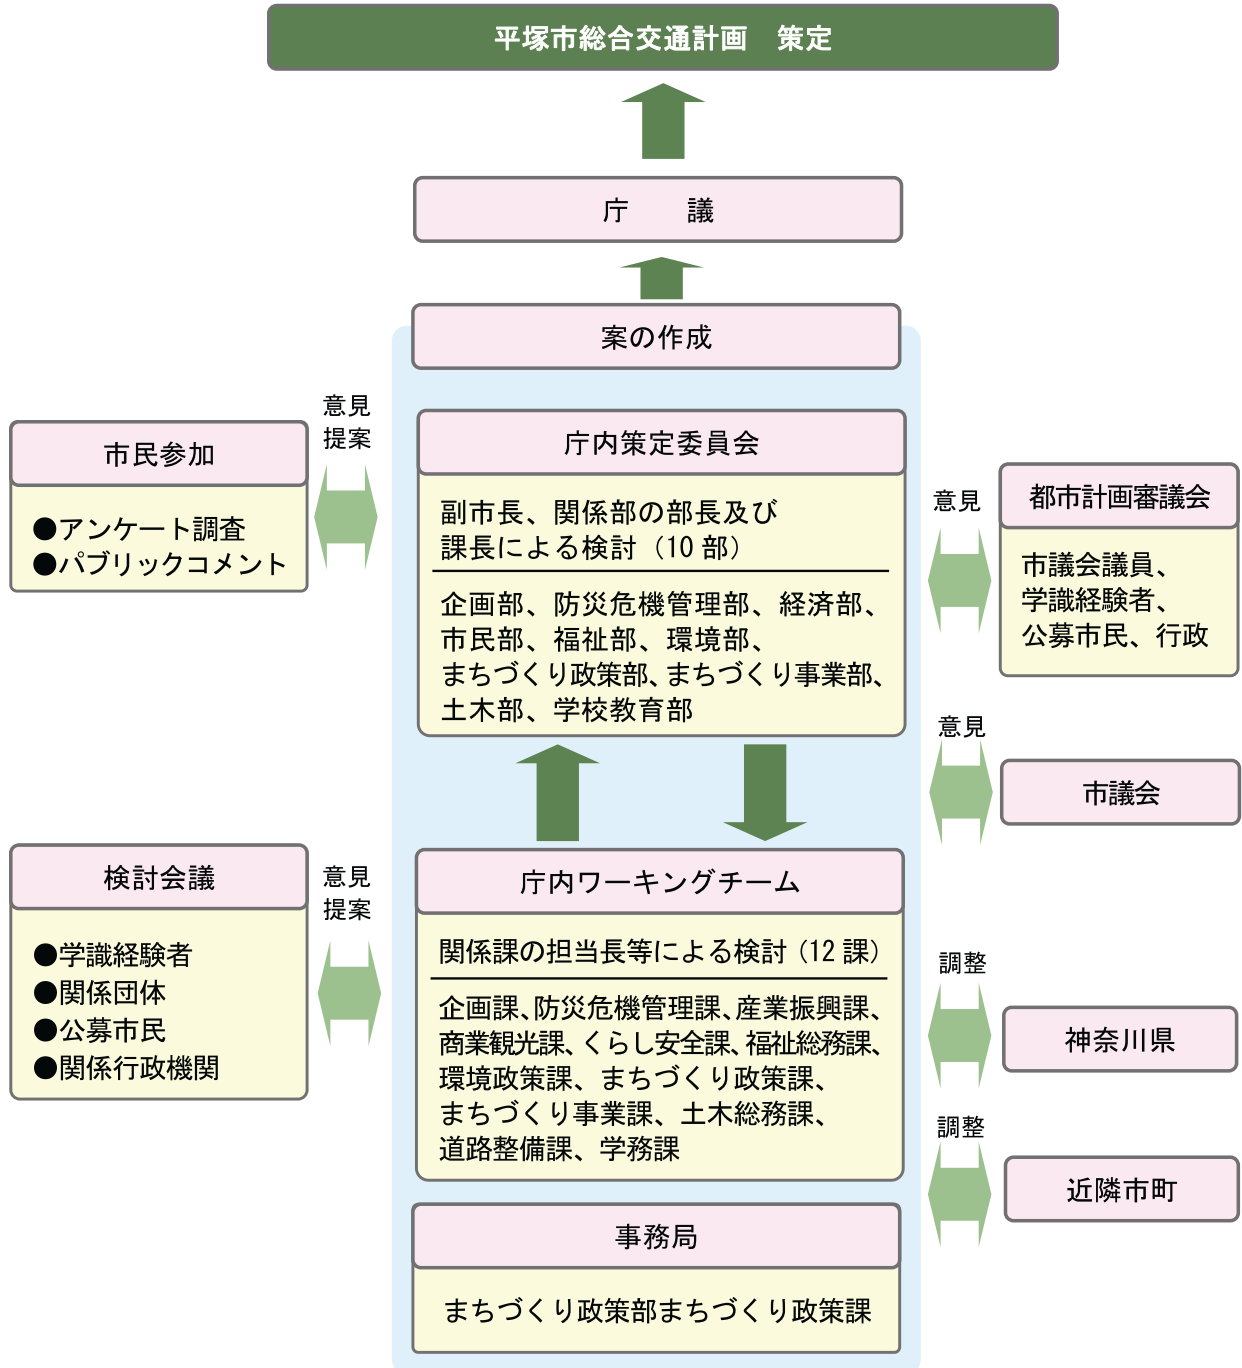 平塚市総合交通計画　策定
庁　　議
案の作成
意見
提案
市民参加
●アンケート調査
●パブリックコメント
庁内策定委員会
副市長、関係部の部長及び
課長による検討（10 部）
企画部、防災危機管理部、経済部、
市民部、福祉部、環境部、
まちづくり政策部、まちづくり事業部、
土木部、学校教育部
意見
都市計画審議会
市議会議員、
学識経験者、
公募市民、行政
意見
市議会
検討会議
●学識経験者
●関係団体
●公募市民
●関係行政機関
意見
提案
庁内ワーキングチーム
関係課の担当長等による検討（12 課）
企画課、防災危機管理課、産業振興課、
商業観光課、くらし安全課、福祉総務課、
環境政策課、まちづくり政策課、
まちづくり事業課、土木総務課、
道路整備課、学務課
調整
神奈川県
調整
近隣市町
事務局
まちづくり政策部まちづくり政策課